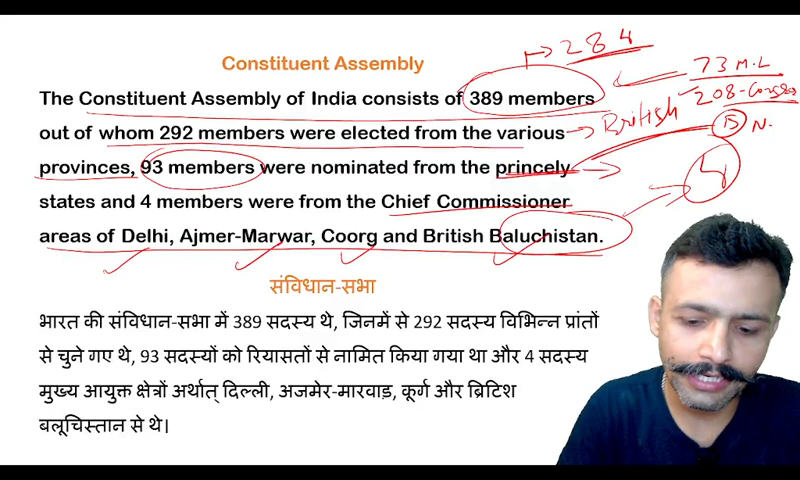 284
Constituent Assembly
73 M.L
The Constituent Assembly of India consists of 389 members
208-
out of whom 292 members were elected from the various
British
15 N.
provinces, 93 members were nominated from the princely
states and 4 members were from the Chief Commissioner
areas of Delhi, Ajmer-Marwar, Coorg and British Baluchistan.
संविधान-सभा
भारत की संविधान-सभा में 389 सदस्य थे, जिनमें से 292 सदस्य विभिन्न प्रांतों
से चुने गए थे, 93 सदस्यों को रियासतों से नामित किया गया था और 4 सदस्य
मुख्य आयुक्त क्षेत्रों अर्थात् दिल्ली, अजमेर-मारवाड़, कूर्ग और ब्रिटिश
बलूचिस्तान से थे।